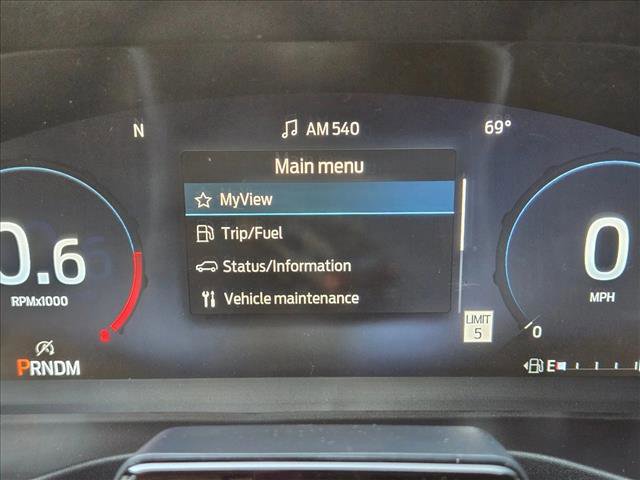 N
AM 540
69°
Main menu
MyView
Trip/Fuel
Status/Information
Vehicle maintenance
0.6
RPMx1000
8
PRNDM
LIMIT
5
0
MPH
0
E